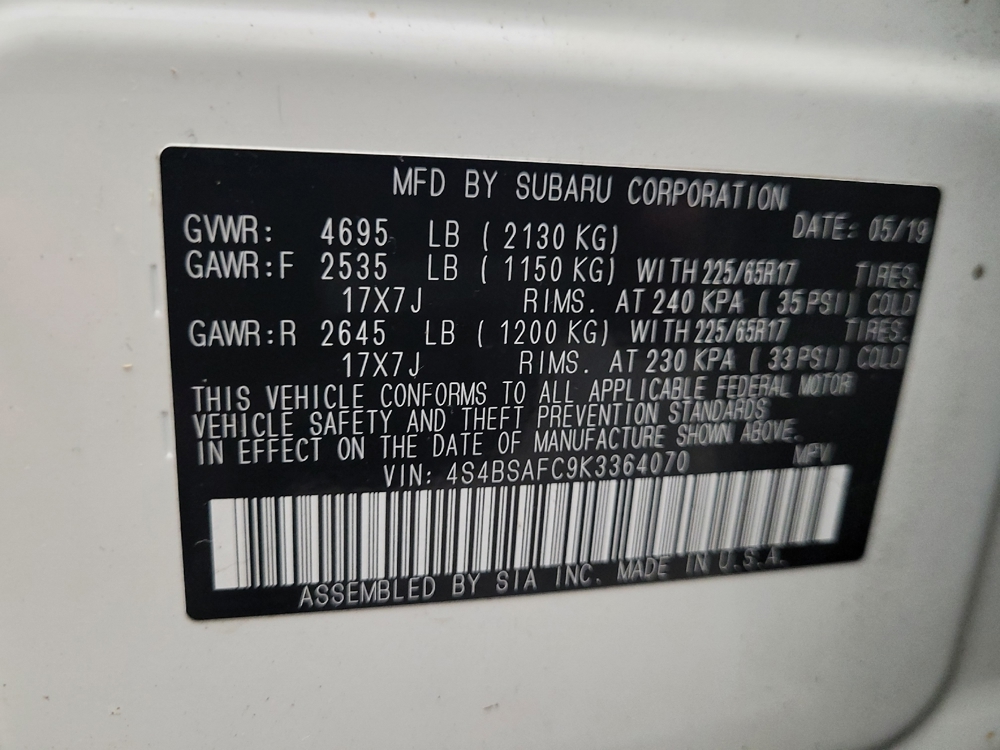 MFD BY SUBARU CORPORATION
DATE: 05/19
GVWR: 4695 LB ( 2130 KG)
GAWR:F 2535 LB ( 1150 KG) WITH 225/65R17 TIRES.
17X7J RIMS. AT 240 KPA ( 35 PSI) COLD
GAWR:R 2645 LB ( 1200 KG) WITH 225/65R17 TIRES.
17X7J RIMS. AT 230 KPA ( 33 PSI) COLD
THIS VEHICLE CONFORMS TO ALL APPLICABLE FEDERAL MOTOR
VEHICLE SAFETY AND THEFT PREVENTION STANDARDS
IN EFFECT ON THE DATE OF MANUFACTURE SHOWN ABOVE.
VIN: 4S4BSAFC9K3364070 MPV
ASSEMBLED BY SIA INC. MADE IN U.S.A.